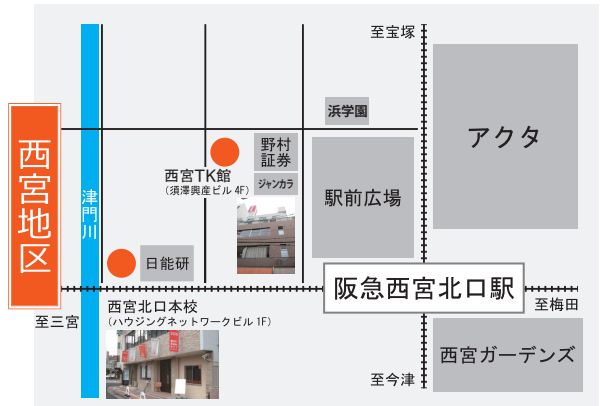 至宝塚
浜学園
アクタ
西宮地区
野村
証券
西宮TK館
(須澤興産ビル 4F)
ジャンカラ
津門川
駅前広場
日能研
阪急西宮北口駅
至梅田
西宮北口本校
(ハウジングネットワークビル 1F)
至三宮
西宮ガーデンズ
至今津